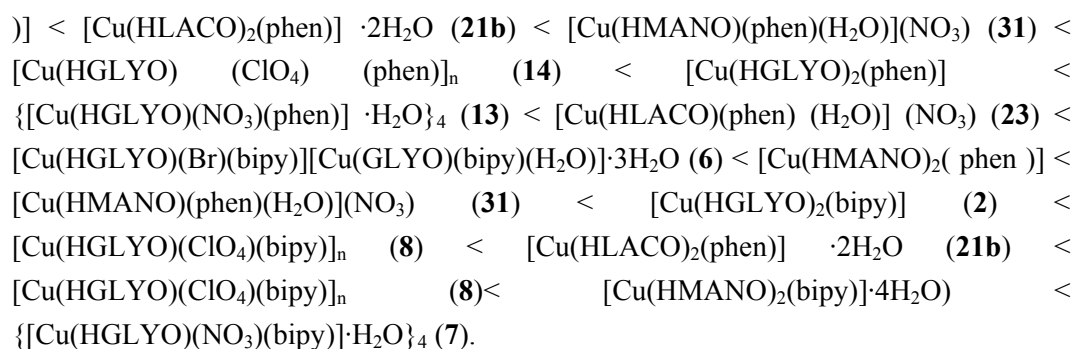 )] < [Cu(HLACO)₂(phen)] ·2H₂O (21b) < [Cu(HMANO)(phen)(H₂O)](NO₃) (31) <
[Cu(HGLYO) (ClO₄) (phen)]ₙ (14) < [Cu(HGLYO)₂(phen)] <
{[Cu(HGLYO)(NO₃)(phen)] ·H₂O}₄ (13) < [Cu(HLACO)(phen) (H₂O)] (NO₃) (23) <
[Cu(HGLYO)(Br)(bipy)][Cu(GLYO)(bipy)(H₂O)]·3H₂O (6) < [Cu(HMANO)₂( phen )] <
[Cu(HMANO)(phen)(H₂O)](NO₃) (31) < [Cu(HGLYO)₂(bipy)] (2) <
[Cu(HGLYO)(ClO₄)(bipy)]ₙ (8) < [Cu(HLACO)₂(phen)] ·2H₂O (21b) <
[Cu(HGLYO)(ClO₄)(bipy)]ₙ (8)< [Cu(HMANO)₂(bipy)]·4H₂O) <
{[Cu(HGLYO)(NO₃)(bipy)]·H₂O}₄ (7).